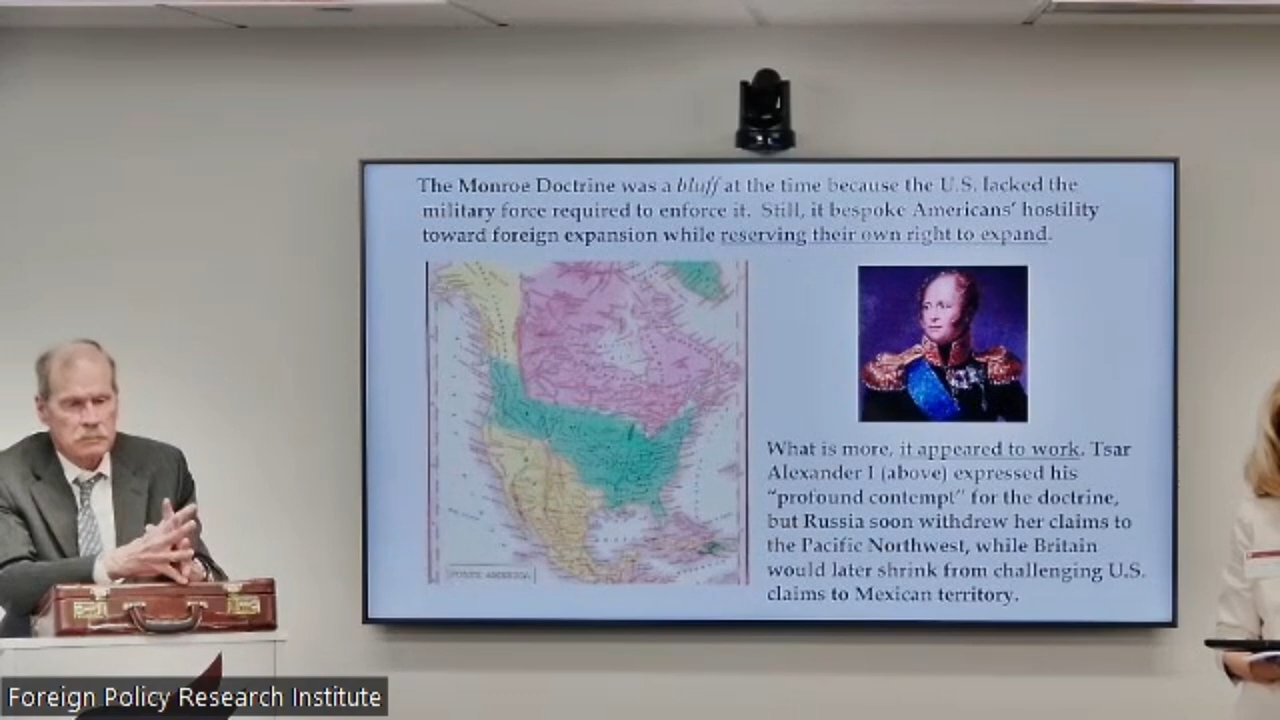 The Monroe Doctrine was a bluff at the time because the U.S. lacked the
military force required to enforce it. Still, it bespoke Americans' hostility
toward foreign expansion while reserving their own right to expand.
What is more, it appeared to work. Tsar
Alexander I (above) expressed his
"profound contempt" for the doctrine,
but Russia soon withdrew her claims to
the Pacific Northwest, while Britain
would later shrink from challenging U.S.
claims to Mexican territory.
NORTH AMERICA
Foreign Policy Research Institute